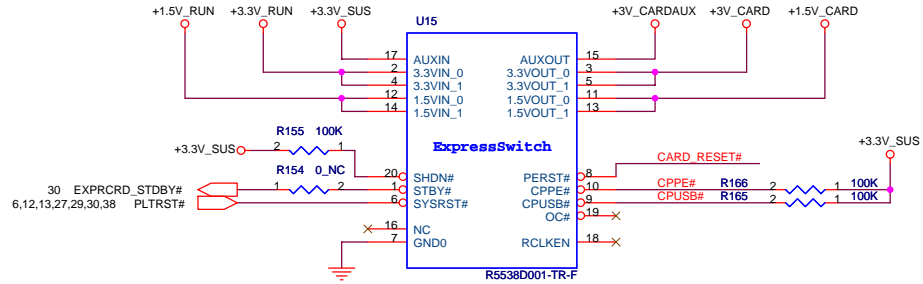 +1.5V_RUN +3.3V_RUN +3.3V_SUS +3V_CARDAUX +3V_CARD +1.5V_CARD
U15
17 AUXIN AUXOUT 15
2 3.3VIN_0 3.3VOUT_0 3
4 3.3VIN_1 3.3VOUT_1 5
12 1.5VIN_0 1.5VOUT_0 11
14 1.5VIN_1 1.5VOUT_1 13
R155 100K
+3.3V_SUS 2 1 ExpressSwitch +3.3V_SUS
R154 0_NC CARD_RESET#
20 SHDN# PERST# 8
30 EXPRCRD_STDBY# 1 2 1 STBY# CPPE# 10 CPPE# R166 2 1 100K
6,12,13,27,29,30,38 PLTRST# 6 SYSRST# CPUSB# 9 CPUSB# R165 2 1 100K
OC# 19
16 NC
7 GND0 RCLKEN 18
R5538D001-TR-F